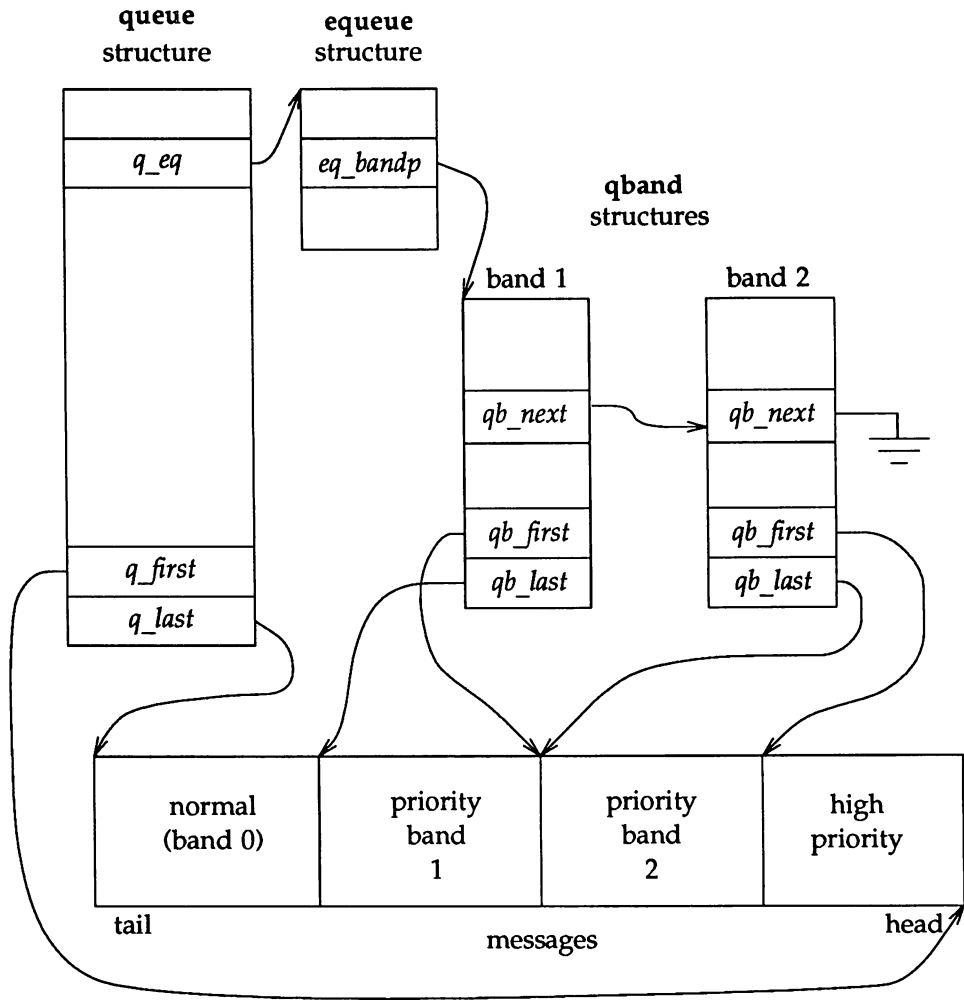 queue
structure
equeue
structure
q_eq
eq_bandp
qband
structures
band 1
band 2
qb_next
qb_next
qb_first
qb_first
qb_last
qb_last
q_first
q_last
normal
(band 0)
priority
band
1
priority
band
2
high
priority
tail
head
messages